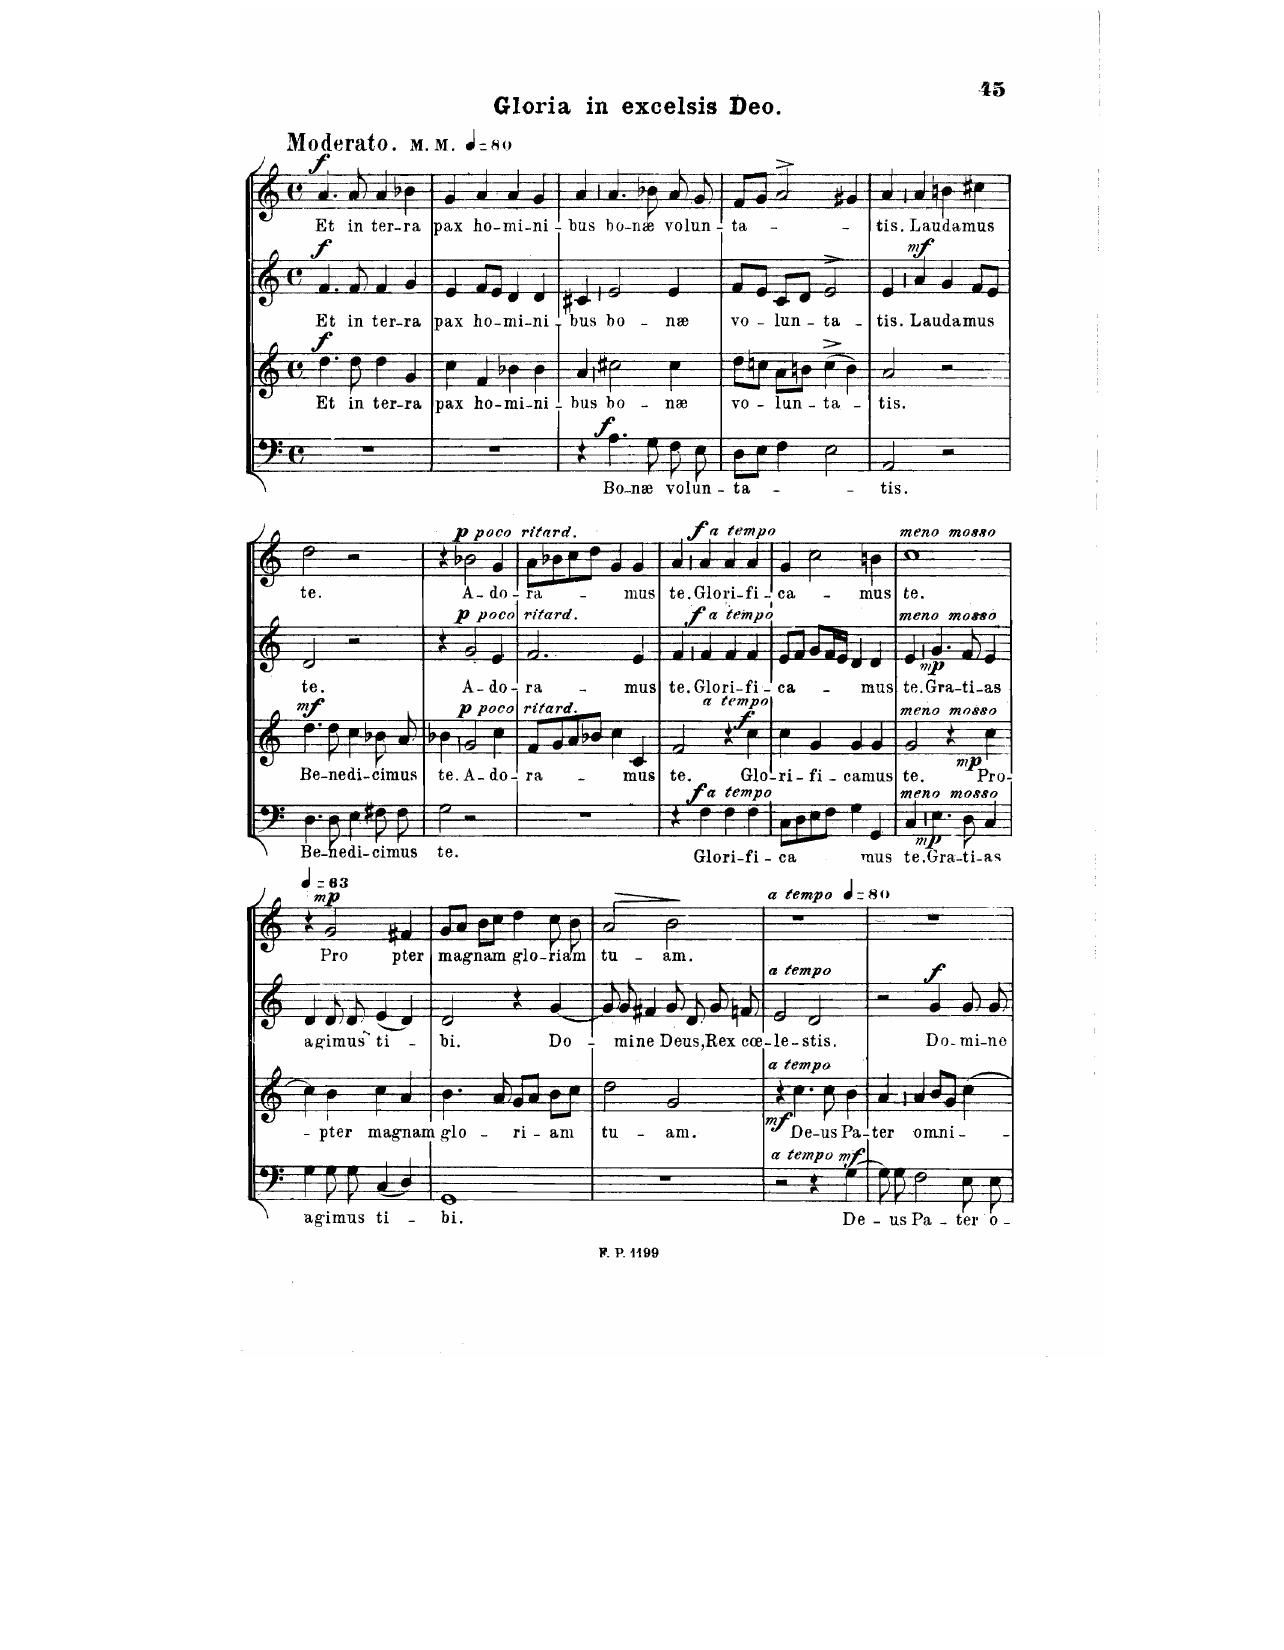 45
Gloria in excelsis Deo.
Moderato. M. M. ♩=80
f
Et in ter-ra pax ho-mi-ni-bus bo-næ volun-ta - - tis. Laudamus
f mf
Et in ter-ra pax ho-mi-ni-bus bo - næ vo - lun - ta - tis. Laudamus
f
Et in ter-ra pax ho-mi-ni-bus bo - næ vo - lun - ta - tis.
f
Bo-næ volun-ta - - tis.
p poco ritard. f a tempo meno mosso
te. A-do-ra - mus te. Glori-fi-ca - mus te.
p poco ritard. f a tempo meno mosso
mp
te. A-do-ra - mus te. Glori-fi-ca - mus te. Gra-ti-as
mf p poco ritard. a tempo f meno mosso
mp
Be-nedi-cimus te. A-do-ra - mus te. Glo-ri-fi-camus te. Pro-
f a tempo meno mosso
mp
Be-nedi-cimus te. Glori-fi-ca mus te. Gra-ti-as
♩=63
mp a tempo ♩=80
Pro pter magnam glo-riam tu - am.
a tempo f
agimus ti - bi. Do - mine Deus, Rex cœ-le-stis. Do-mi-ne
a tempo
mf
- pter magnam glo - ri - am tu - am. De-us Pa-ter omni - -
a tempo mf
agimus ti - bi. De - us Pa - ter o -
F. P. 1199